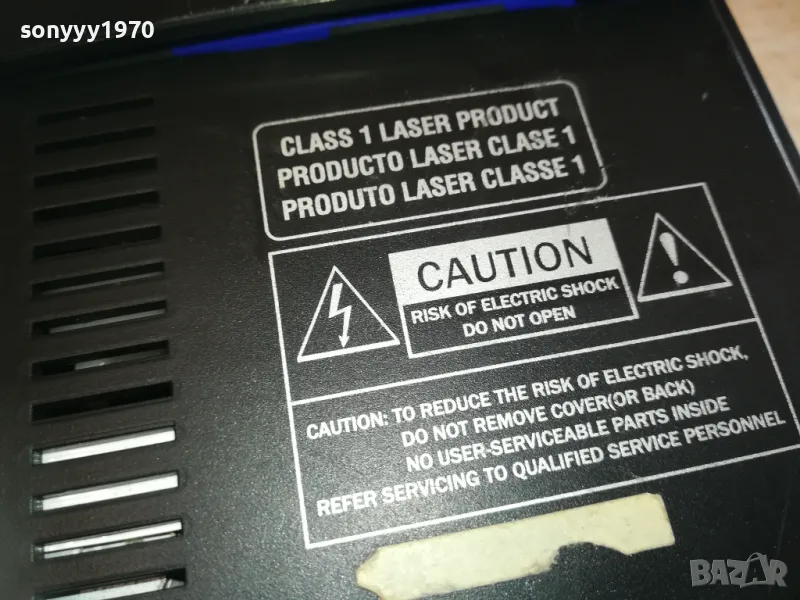 sonyyy1970
CLASS 1 LASER PRODUCT
PRODUCTO LASER CLASE 1
PRODUTO LASER CLASSE 1
CAUTION
RISK OF ELECTRIC SHOCK
DO NOT OPEN
CAUTION: TO REDUCE THE RISK OF ELECTRIC SHOCK,
DO NOT REMOVE COVER(OR BACK)
NO USER-SERVICEABLE PARTS INSIDE
REFER SERVICING TO QUALIFIED SERVICE PERSONNEL
BAZAR